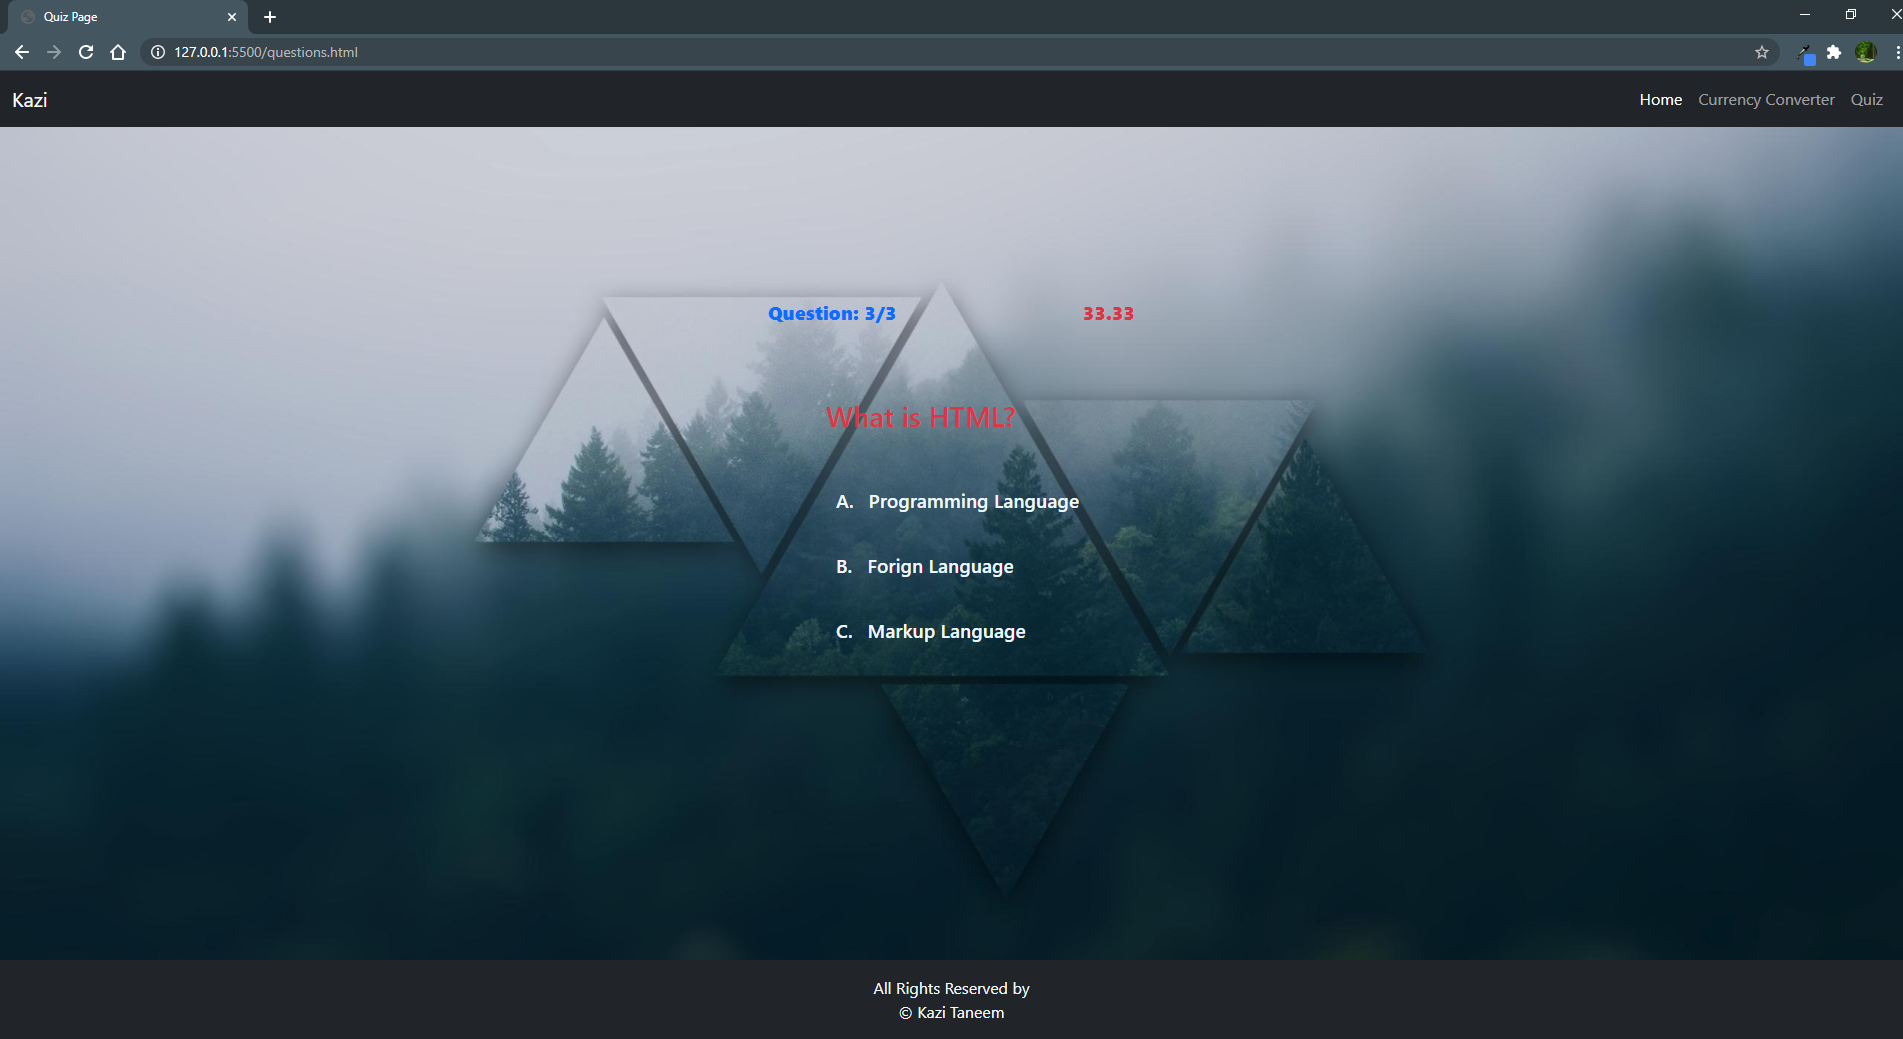 Quiz Page
127.0.0.1:5500/questions.html
Kazi
Home Currency Converter Quiz
Question: 3/3 33.33
What is HTML?
A. Programming Language
B. Forign Language
C. Markup Language
All Rights Reserved by
© Kazi Taneem